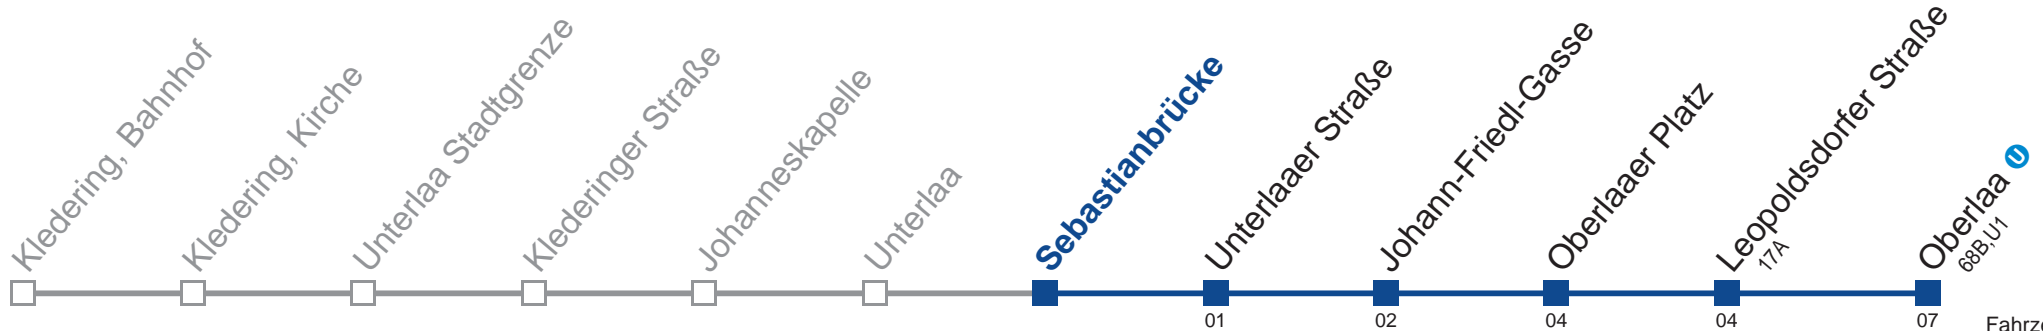 Kledering, Bahnhof
Kledering, Kirche
Unterlaa Stadtgrenze
Klederinger Straße
Johanneskapelle
Unterlaa
Sebastianbrücke
Unterlaaer Straße
Johann-Friedl-Gasse
Oberlaaer Platz
Leopoldsdorfer Straße
17A
Oberlaa U
68B,U1
01 02 04 04 07